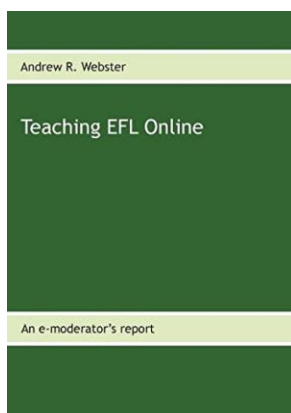 Andrew R. Webster
Teaching EFL Online
An e-moderator's report